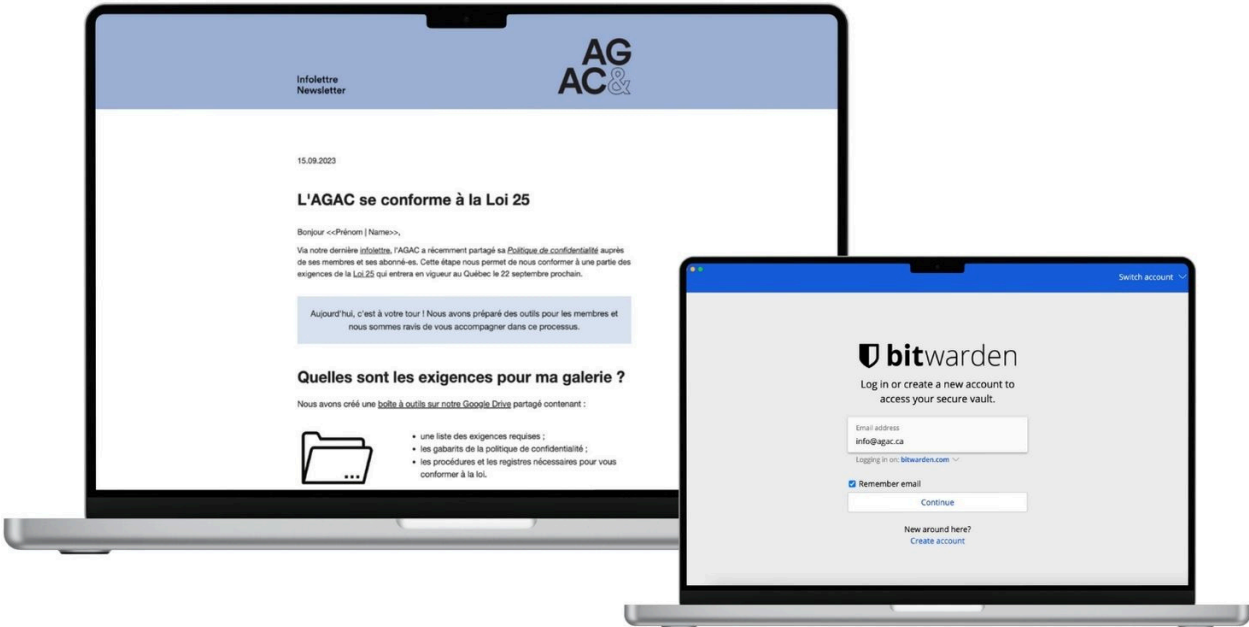 Infolettre
Newsletter
AG
AC&
15.09.2023
L'AGAC se conforme à la Loi 25
Bonjour <<Prénom | Name>>,
Via notre dernière infolettre, l'AGAC a récemment partagé sa Politique de confidentialité auprès
de ses membres et ses abonné-es. Cette étape nous permet de nous conformer à une partie des
exigences de la Loi 25 qui entrera en vigueur au Québec le 22 septembre prochain.
Aujourd'hui, c'est à votre tour ! Nous avons préparé des outils pour les membres et
nous sommes ravis de vous accompagner dans ce processus.
Quelles sont les exigences pour ma galerie ?
Nous avons créé une boîte à outils sur notre Google Drive partagé contenant :
• une liste des exigences requises ;
• les gabarits de la politique de confidentialité ;
• les procédures et les registres nécessaires pour vous
conformer à la loi.
Switch account
bitwarden
Log in or create a new account to
access your secure vault.
Email address
info@agac.ca
Logging in on: bitwarden.com
Remember email
Continue
New around here?
Create account